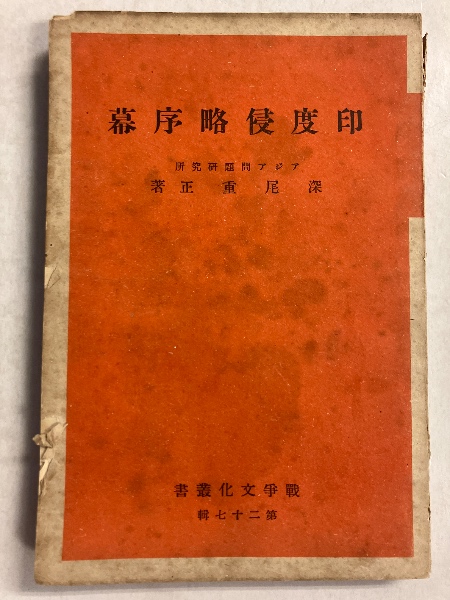 印度侵略序幕
アジア問題研究所
深尾重正著
戰爭文化叢書
第二十七輯